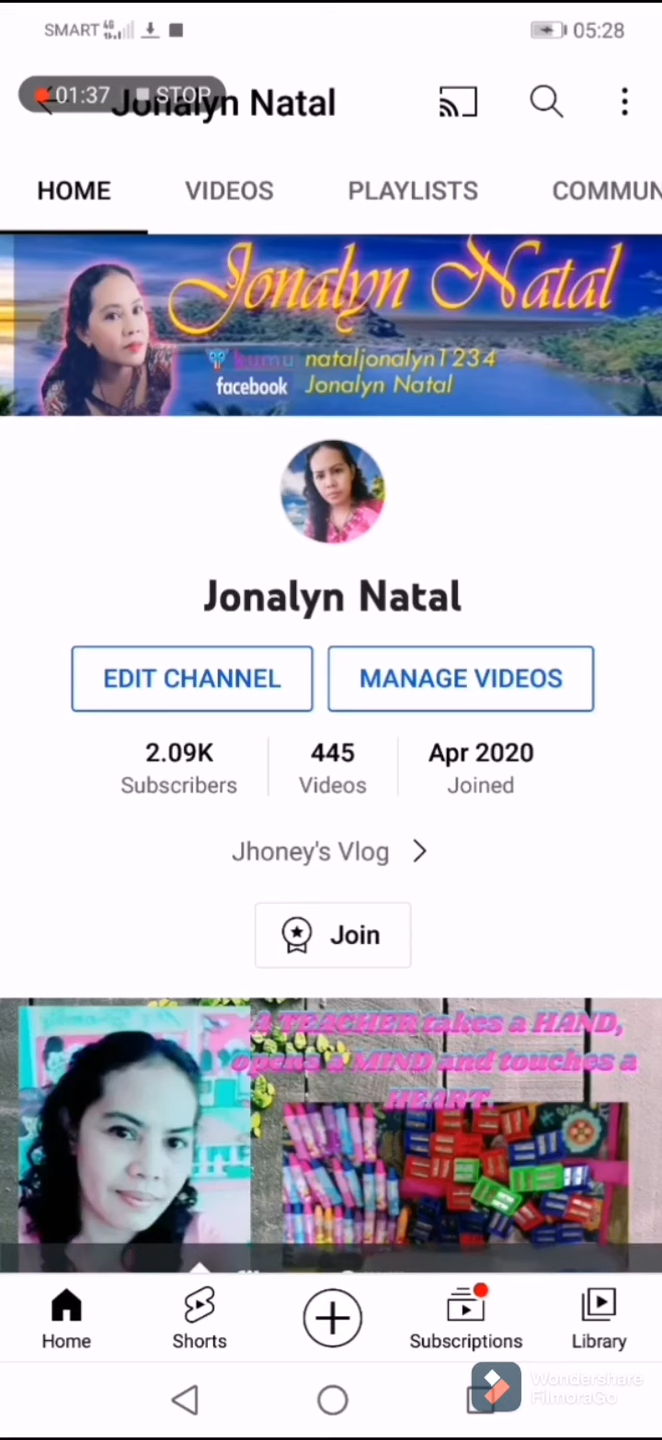 SMART 4G 05:28
01:37 STOP
Jonalyn Natal
HOME VIDEOS PLAYLISTS COMMUN
Jonalyn Natal
kumu nataljonalyn1234
facebook Jonalyn Natal
Jonalyn Natal
EDIT CHANNEL MANAGE VIDEOS
2.09K 445 Apr 2020
Subscribers Videos Joined
Jhoney's Vlog
Join
A TEACHER takes a HAND,
opens a MIND and touches a
HEART.
Home Shorts Subscriptions Library
Wondershare
FilmoraGo